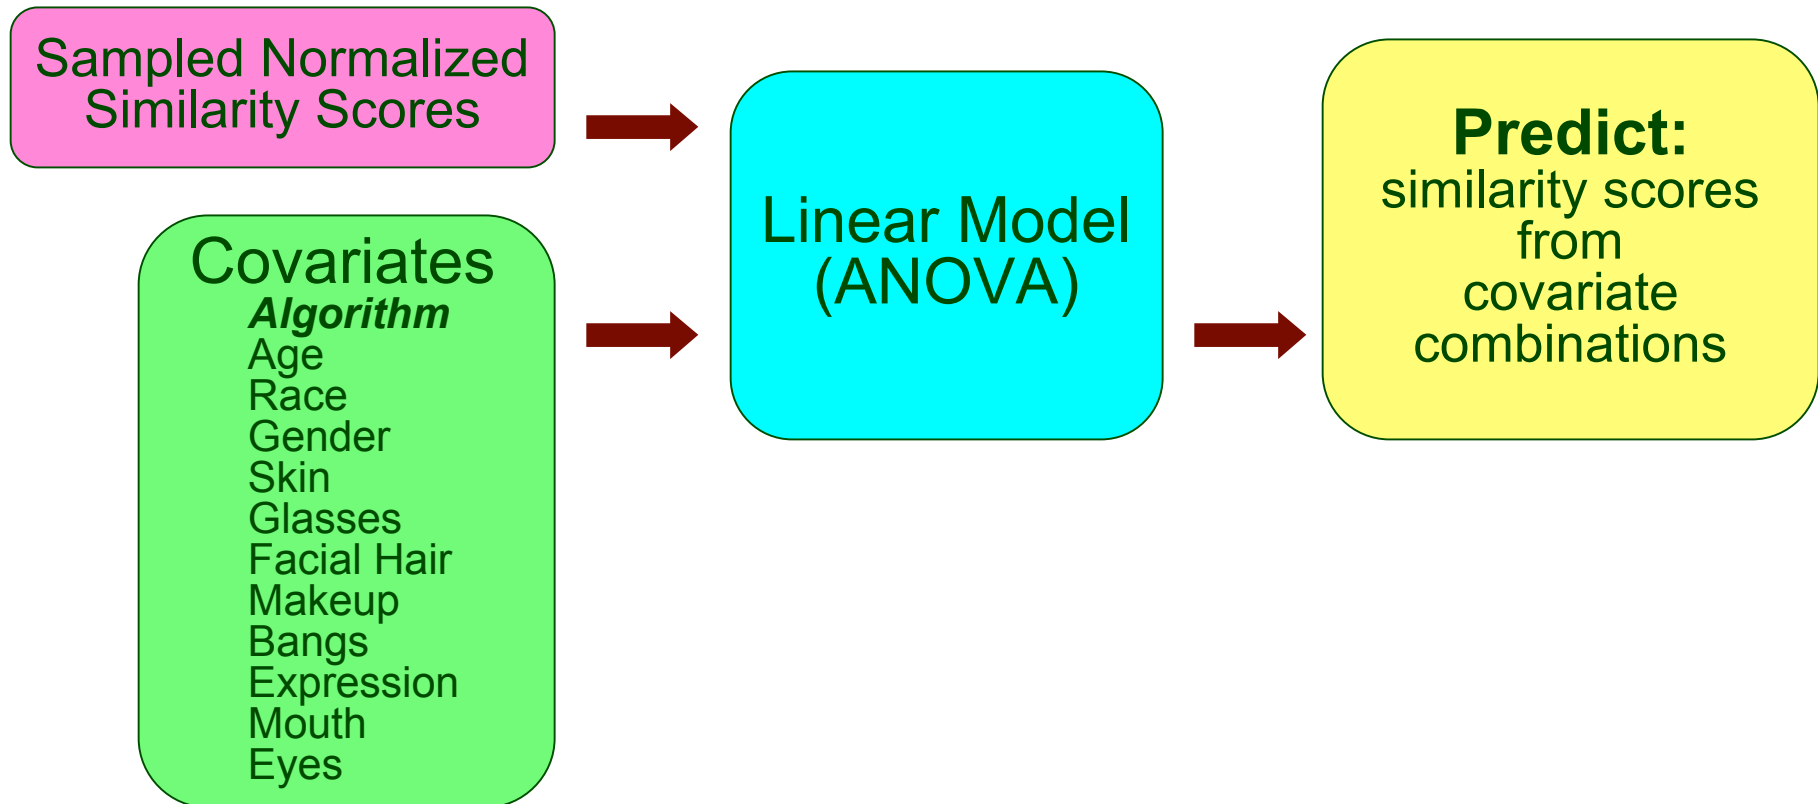 Sampled Normalized
Similarity Scores
Covariates
Algorithm
Age
Race
Gender
Skin
Glasses
Facial Hair
Makeup
Bangs
Expression
Mouth
Eyes
Linear Model
(ANOVA)
Predict:
similarity scores
from
covariate
combinations